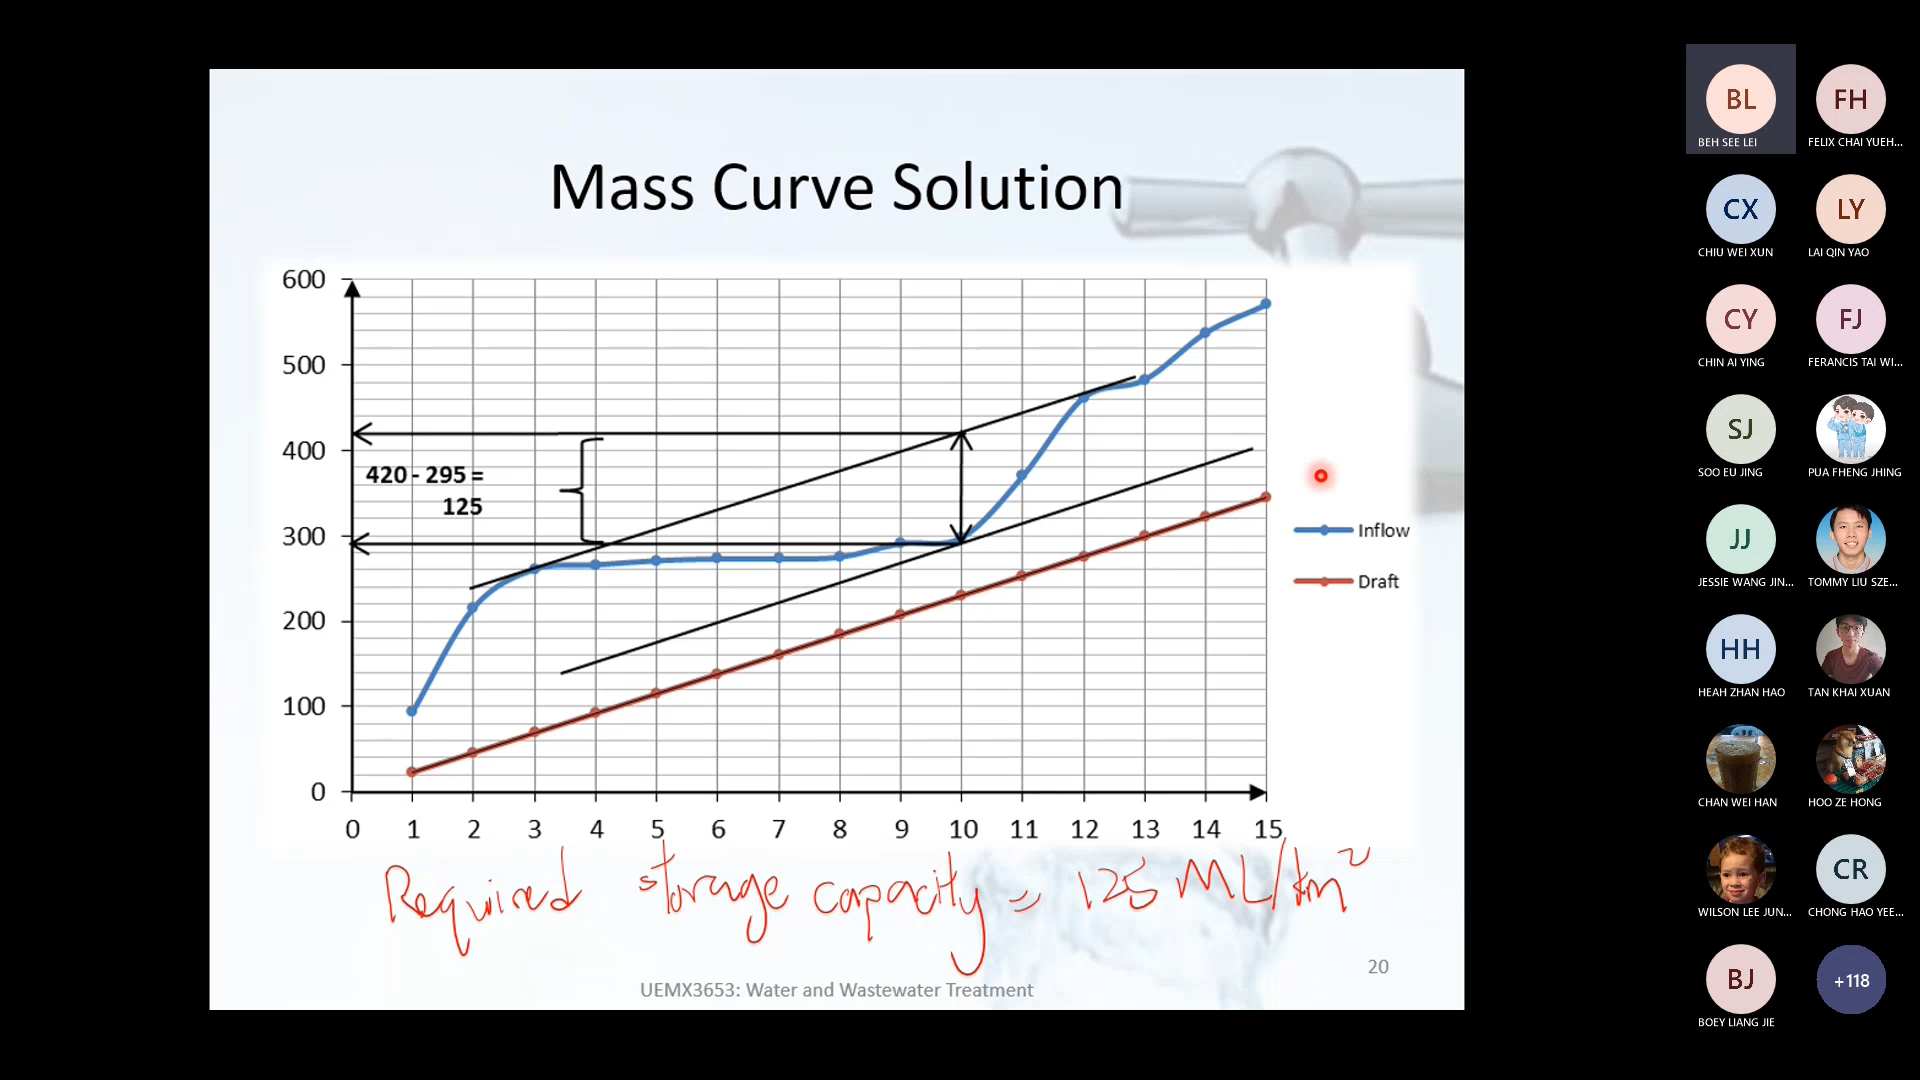 Mass Curve Solution
600
500
400
300
200
100
0
420 - 295 =
125
0 1 2 3 4 5 6 7 8 9 10 11 12 13 14 15
Inflow
Draft
Required storage capacity = 125 ML/km²
20
UEMX3653: Water and Wastewater Treatment
BL
BEH SEE LEI
FH
FELIX CHAI YUEH...
CX
CHIU WEI XUN
LY
LAI QIN YAO
CY
CHIN AI YING
FJ
FERANCIS TAI WI...
SJ
SOO EU JING
PUA FHENG JHING
JJ
JESSIE WANG JIN...
TOMMY LIU SZE...
HH
HEAH ZHAN HAO
TAN KHAI XUAN
CHAN WEI HAN
HOO ZE HONG
WILSON LEE JUN...
CR
CHONG HAO YEE...
BJ
BOEY LIANG JIE
+118